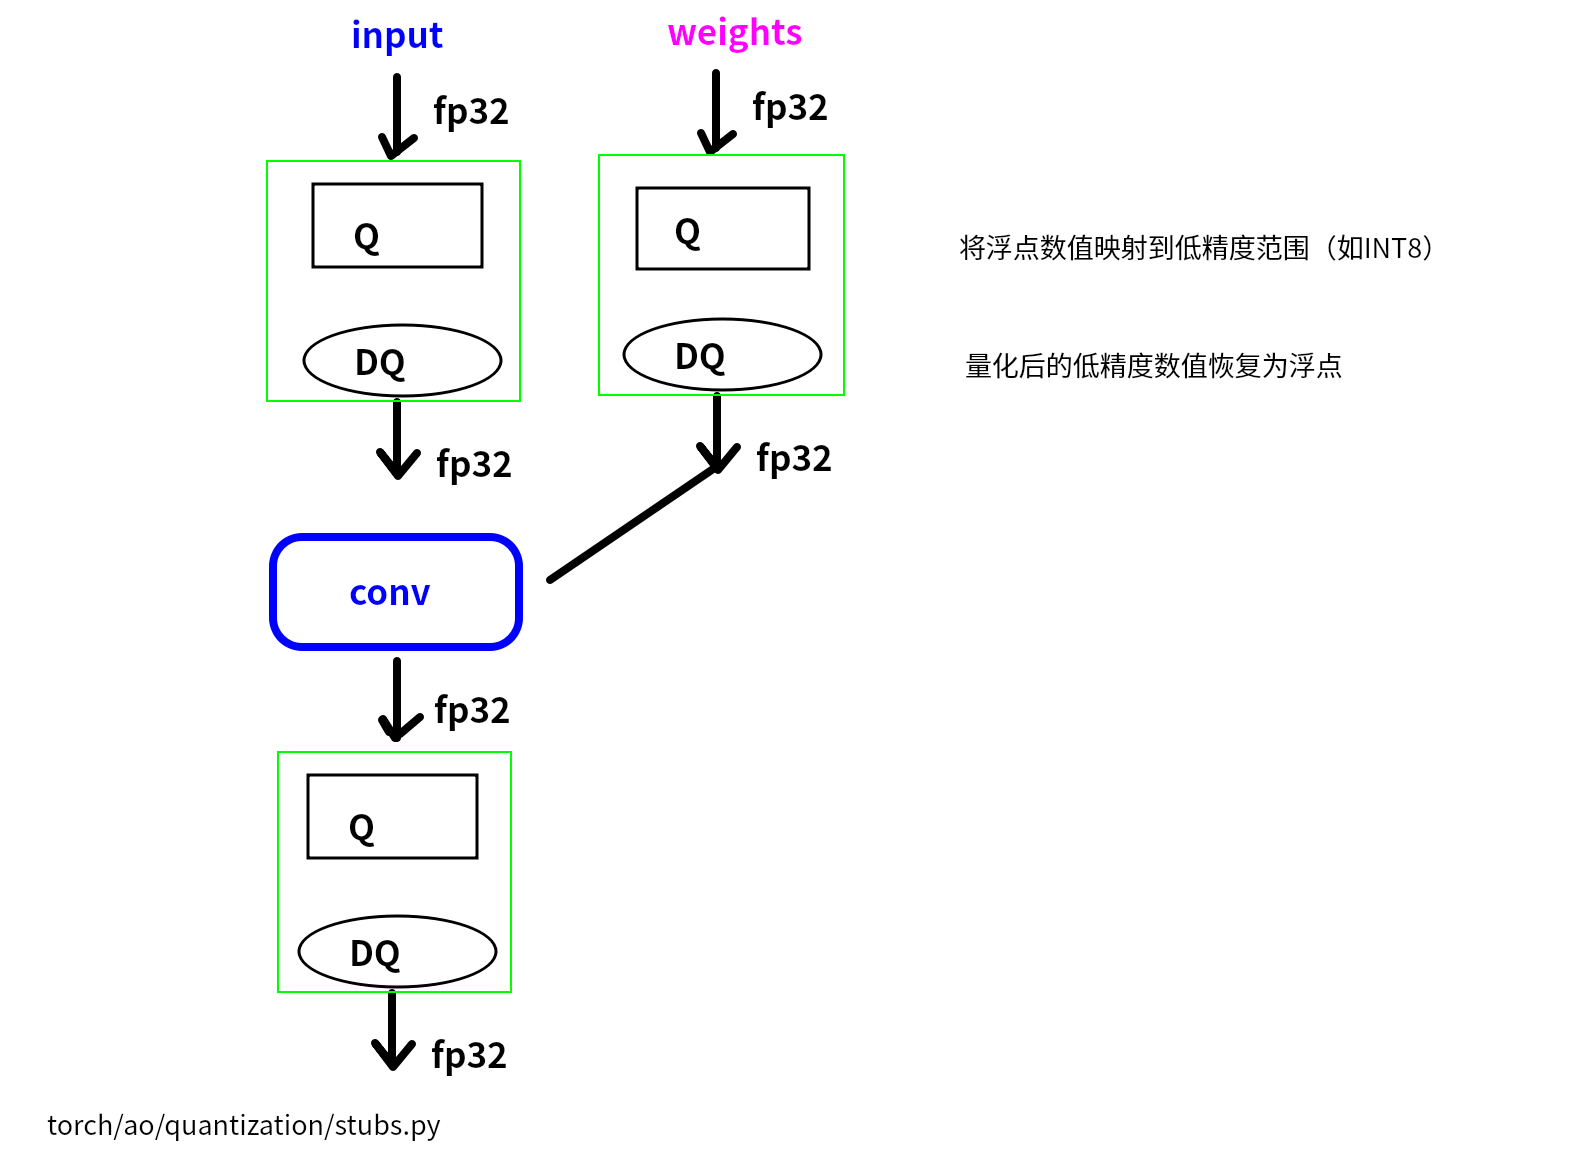 input
weights
fp32
fp32
Q
Q
将浮点数值映射到低精度范围（如INT8）
DQ
DQ
量化后的低精度数值恢复为浮点
fp32
fp32
conv
fp32
Q
DQ
fp32
torch/ao/quantization/stubs.py